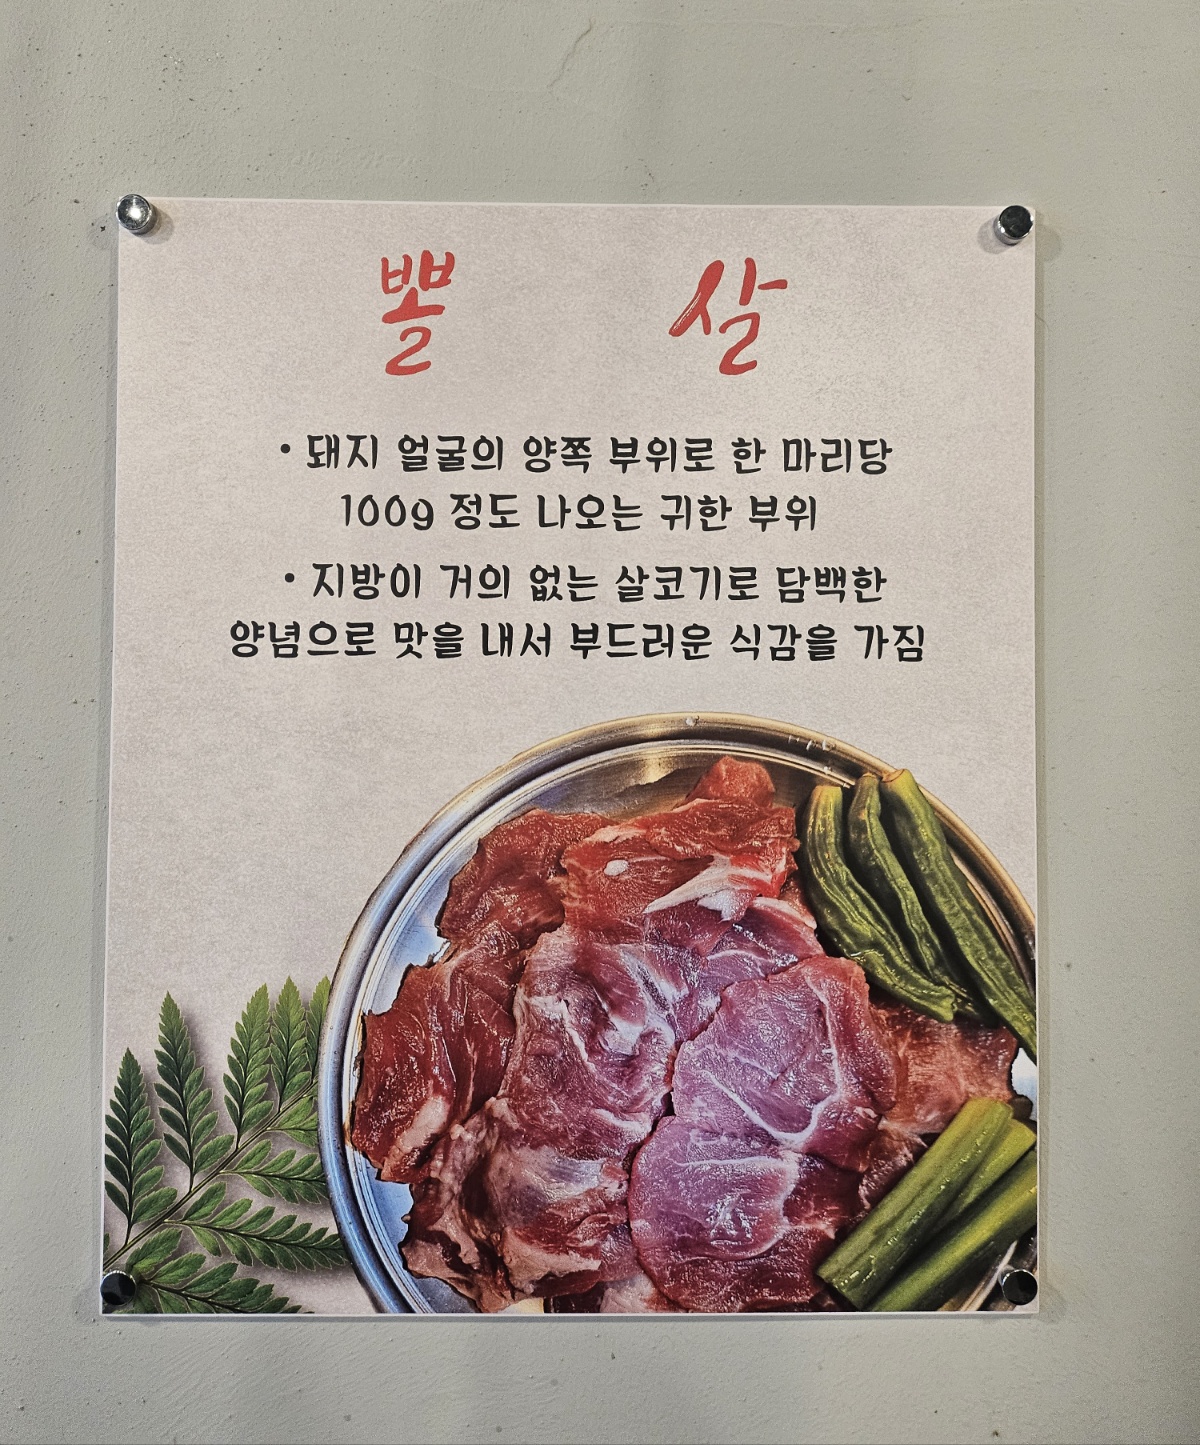 뽈 살
• 돼지 얼굴의 양쪽 부위로 한 마리당
100g 정도 나오는 귀한 부위
• 지방이 거의 없는 살코기로 담백한
양념으로 맛을 내서 부드러운 식감을 가짐